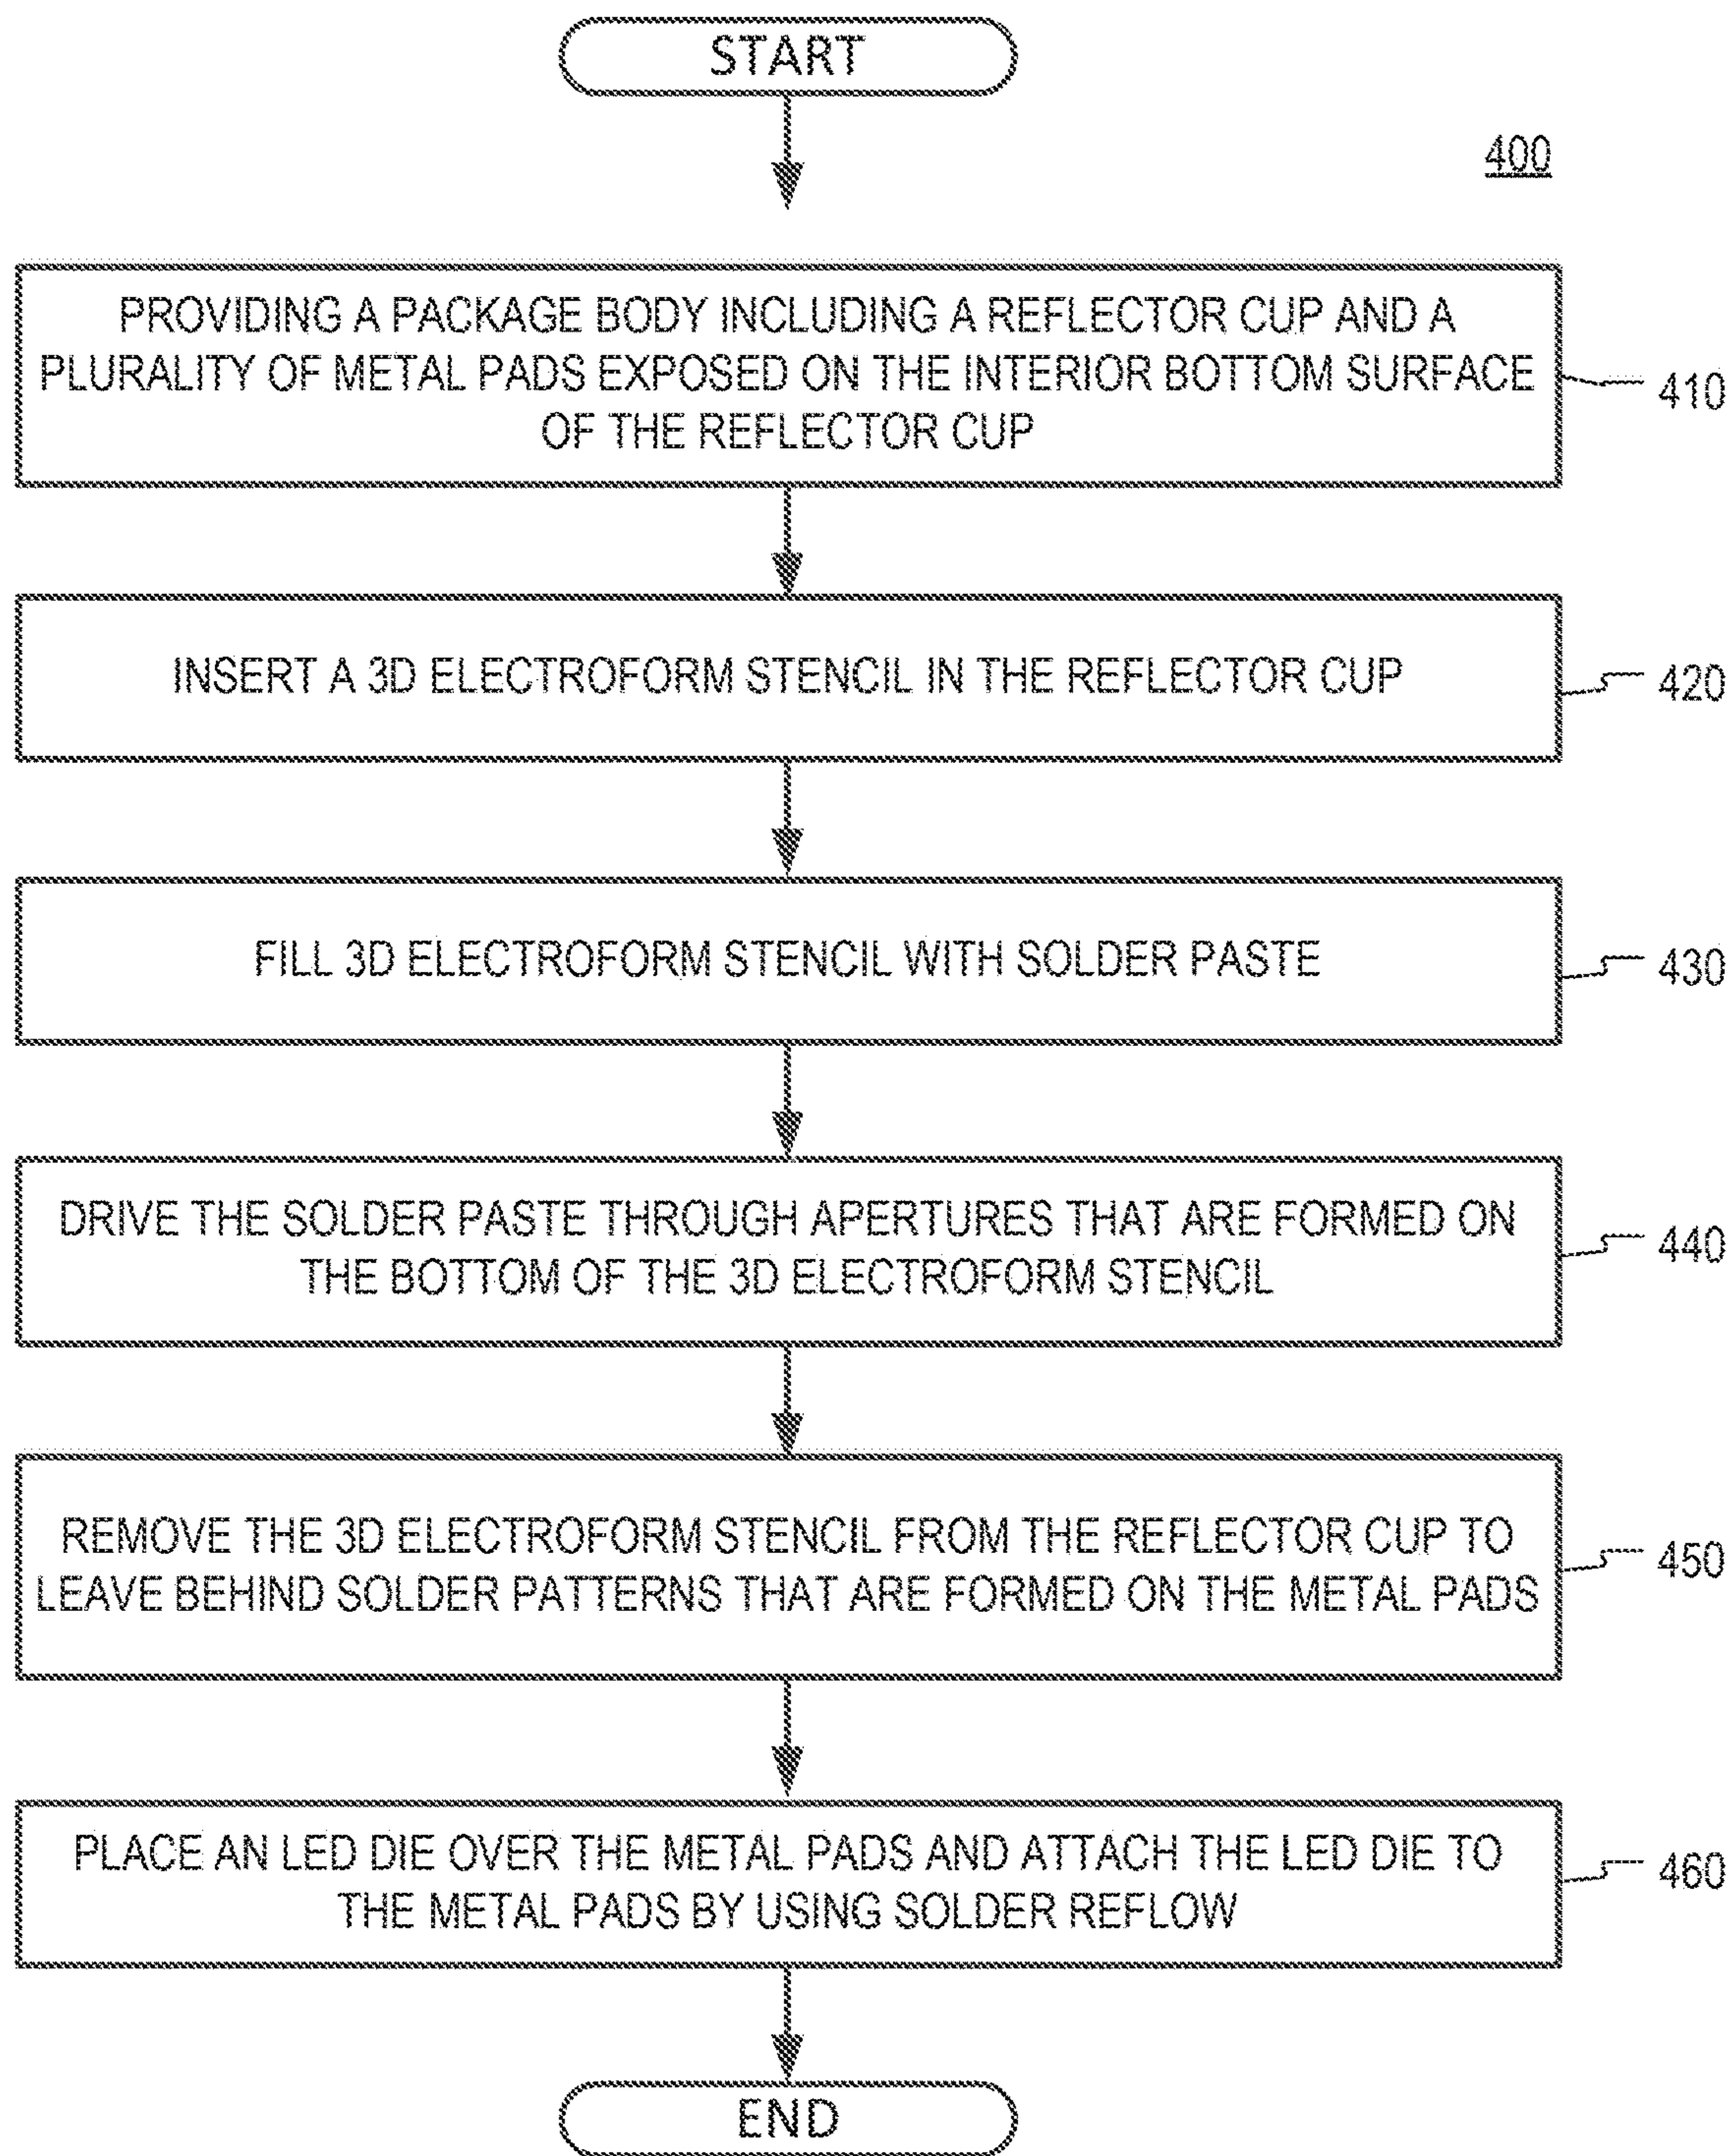 START
400
PROVIDING A PACKAGE BODY INCLUDING A REFLECTOR CUP AND A
PLURALITY OF METAL PADS EXPOSED ON THE INTERIOR BOTTOM SURFACE
OF THE REFLECTOR CUP
410
INSERT A 3D ELECTROFORM STENCIL IN THE REFLECTOR CUP
420
FILL 3D ELECTROFORM STENCIL WITH SOLDER PASTE
430
DRIVE THE SOLDER PASTE THROUGH APERTURES THAT ARE FORMED ON
THE BOTTOM OF THE 3D ELECTROFORM STENCIL
440
REMOVE THE 3D ELECTROFORM STENCIL FROM THE REFLECTOR CUP TO
LEAVE BEHIND SOLDER PATTERNS THAT ARE FORMED ON THE METAL PADS
450
PLACE AN LED DIE OVER THE METAL PADS AND ATTACH THE LED DIE TO
THE METAL PADS BY USING SOLDER REFLOW
460
END